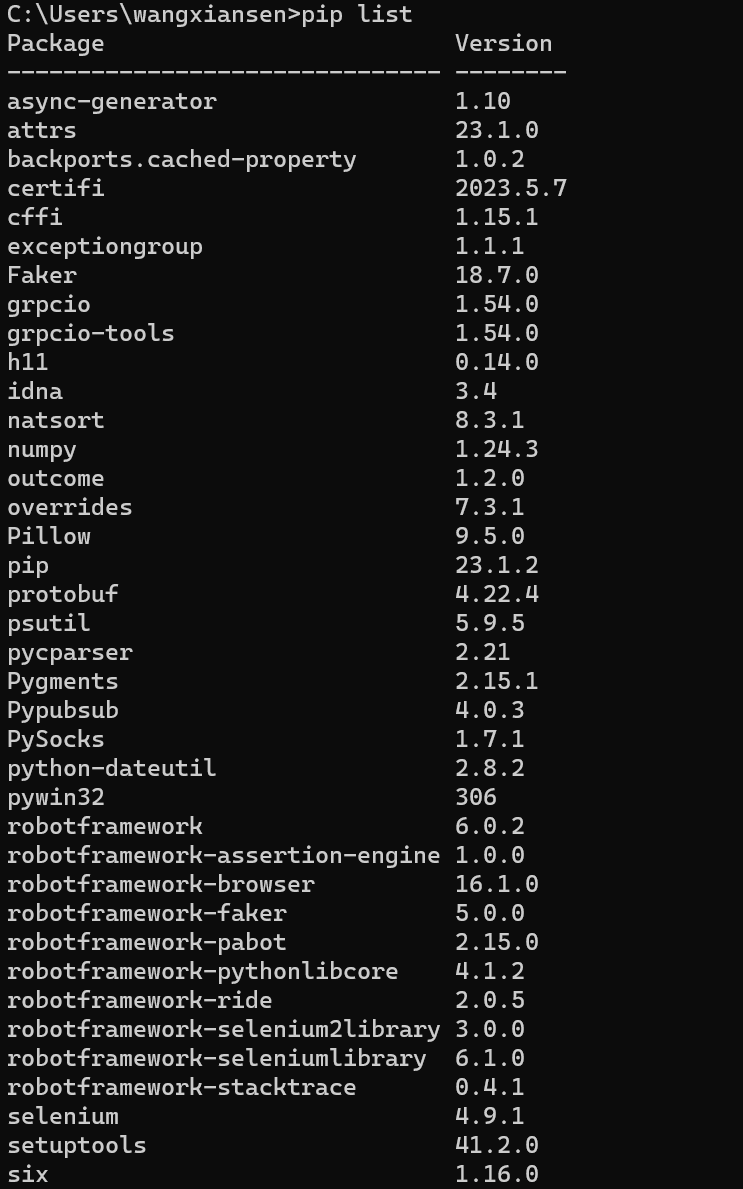 C:\Users\wangxiansen>pip list
Package                         Version
------------------------------- --------
async-generator                 1.10
attrs                           23.1.0
backports.cached-property       1.0.2
certifi                         2023.5.7
cffi                            1.15.1
exceptiongroup                  1.1.1
Faker                           18.7.0
grpcio                          1.54.0
grpcio-tools                    1.54.0
h11                             0.14.0
idna                            3.4
natsort                         8.3.1
numpy                           1.24.3
outcome                         1.2.0
overrides                       7.3.1
Pillow                          9.5.0
pip                             23.1.2
protobuf                        4.22.4
psutil                          5.9.5
pycparser                       2.21
Pygments                        2.15.1
Pypubsub                        4.0.3
PySocks                         1.7.1
python-dateutil                 2.8.2
pywin32                         306
robotframework                  6.0.2
robotframework-assertion-engine 1.0.0
robotframework-browser          16.1.0
robotframework-faker            5.0.0
robotframework-pabot            2.15.0
robotframework-pythonlibcore    4.1.2
robotframework-ride             2.0.5
robotframework-selenium2library 3.0.0
robotframework-seleniumlibrary  6.1.0
robotframework-stacktrace       0.4.1
selenium                        4.9.1
setuptools                      41.2.0
six                             1.16.0